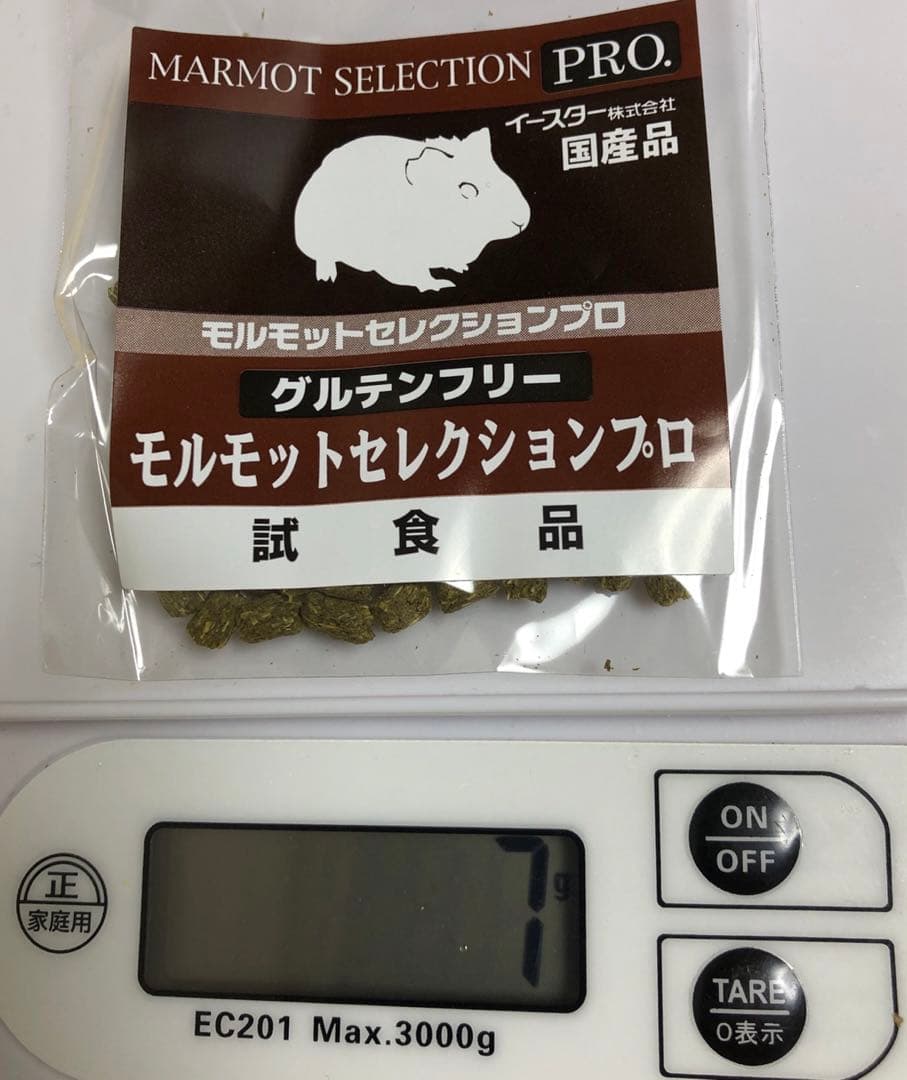 MARMOT SELECTION PRO.
イースター株式会社
国産品
モルモットセレクションプロ
グルテンフリー
モルモットセレクションプロ
試食品
7g
正
家庭用
EC201 Max.3000g
ON
OFF
TARE
0表示